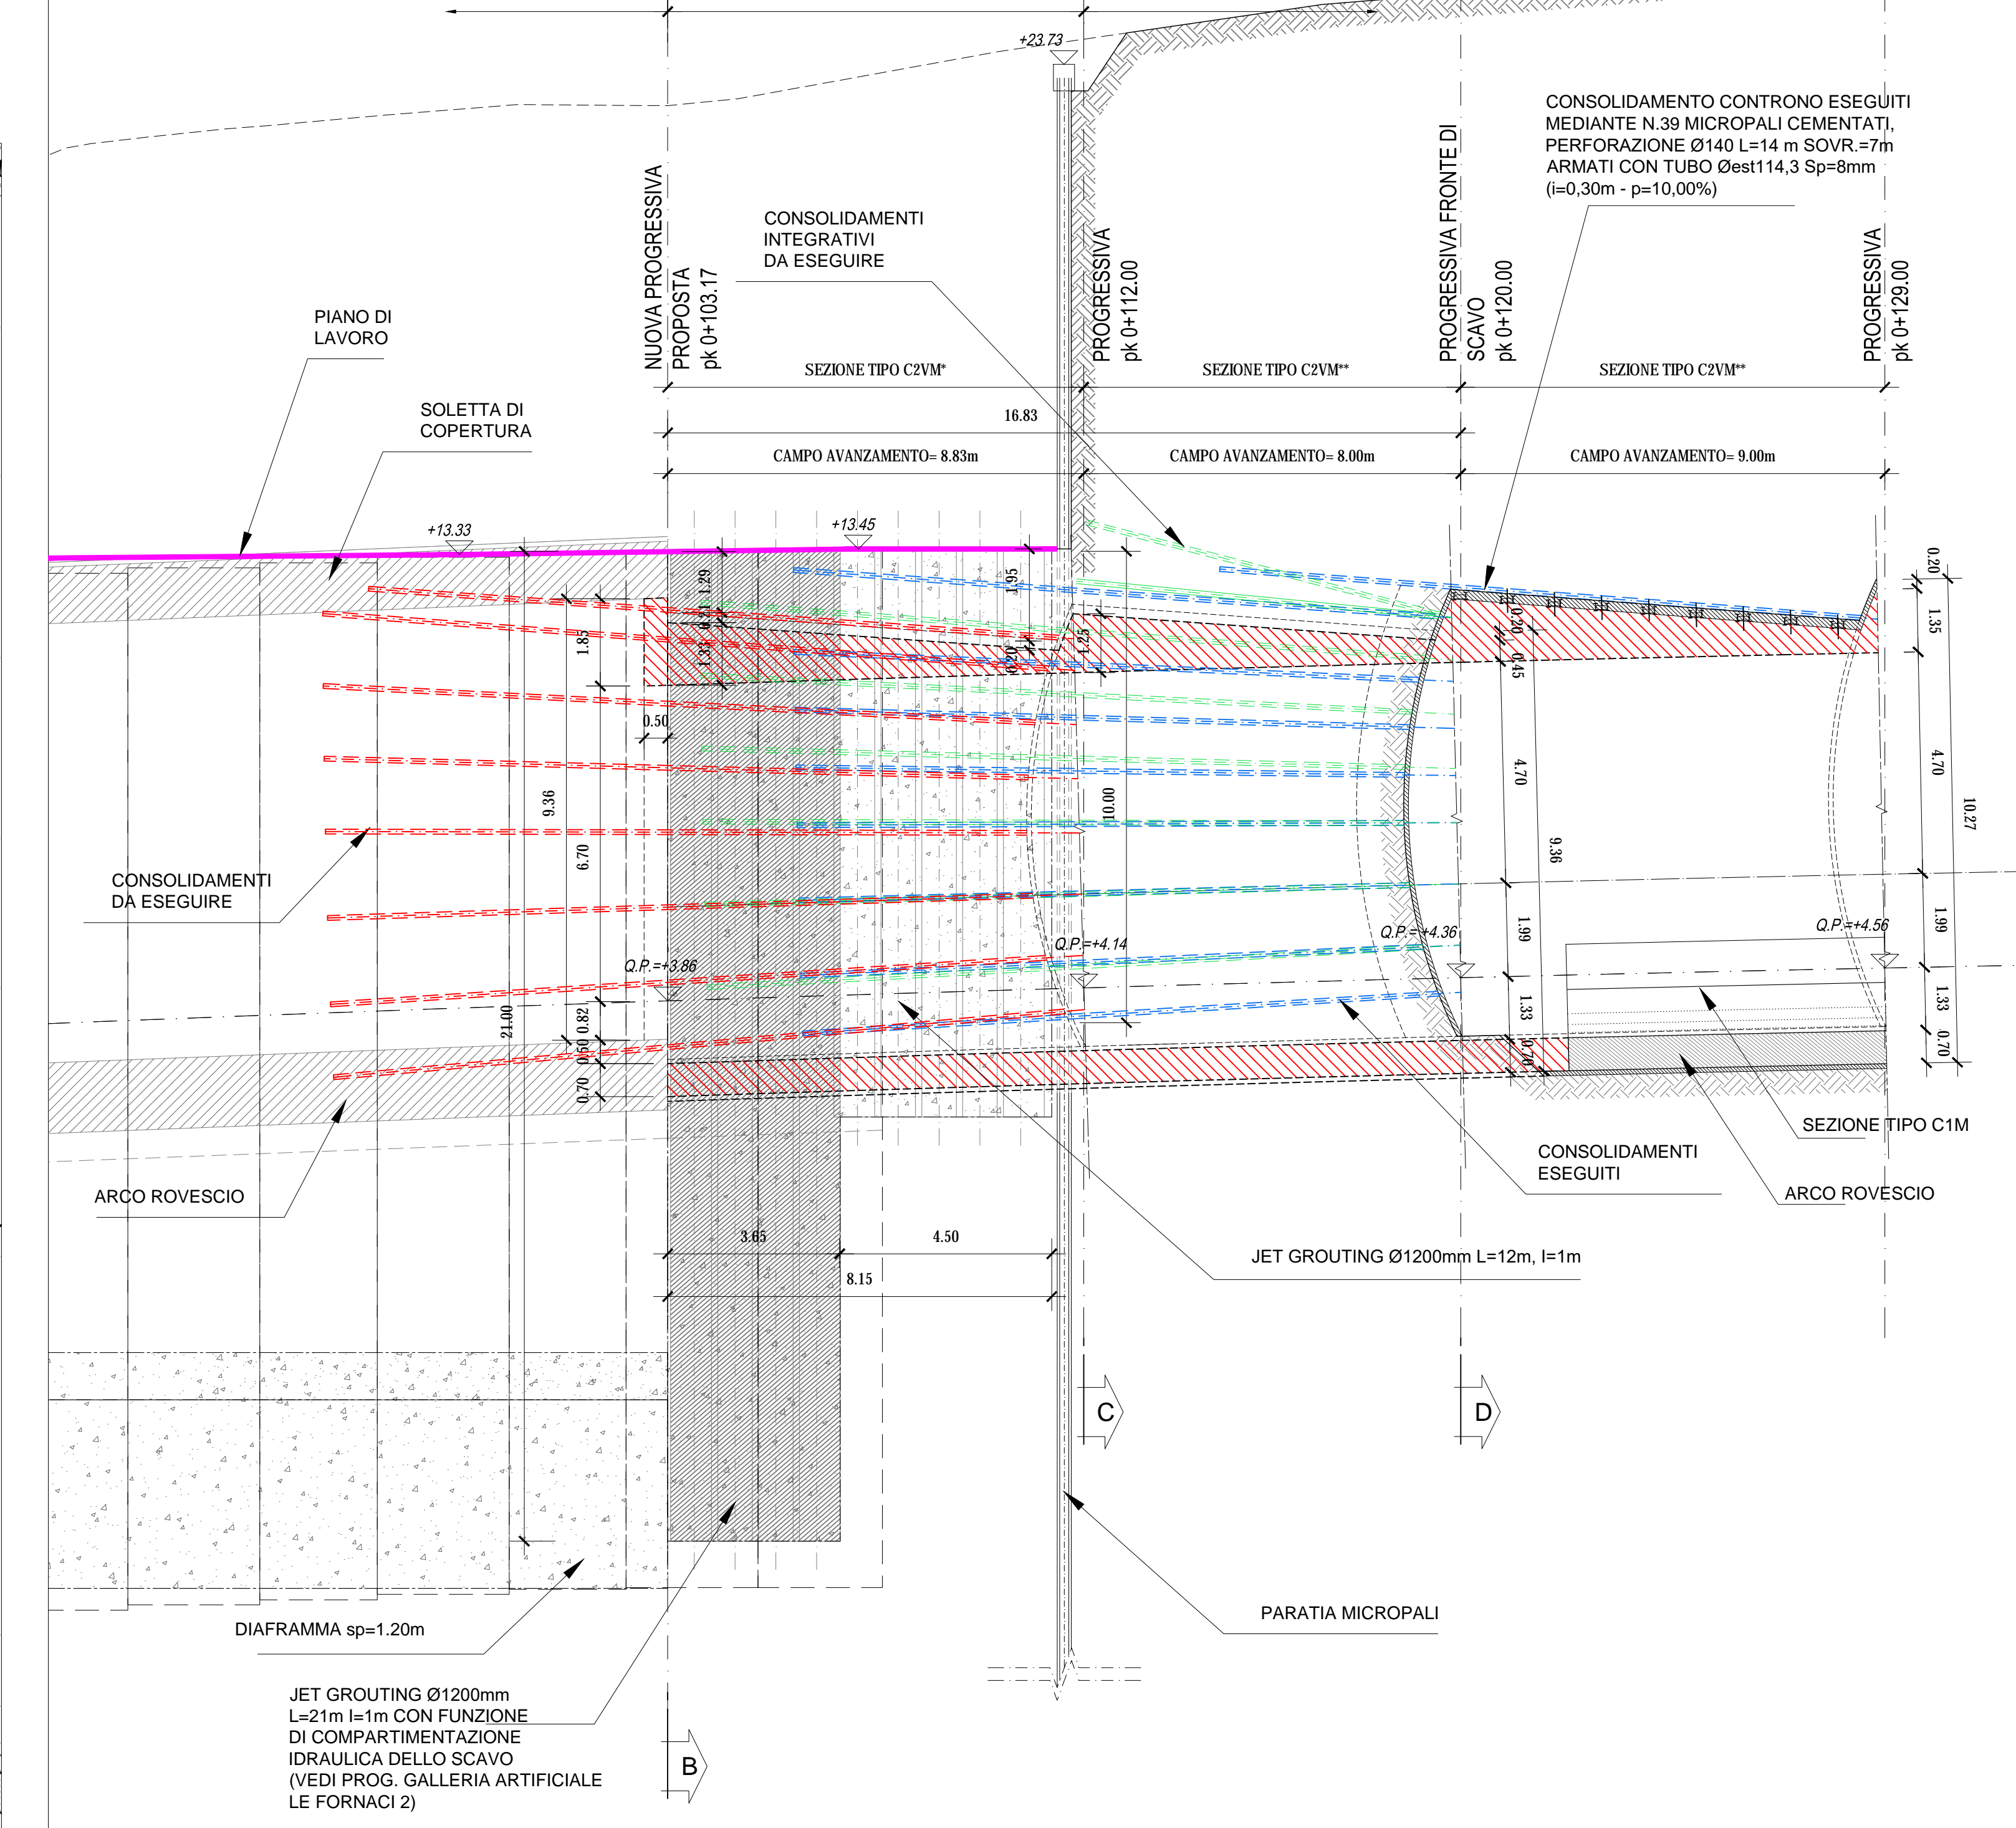 +23.73
CONSOLIDAMENTO CONTRONO ESEGUITI
MEDIANTE N.39 MICROPALI CEMENTATI,
PERFORAZIONE Ø140 L=14 m SOVR.=7m
ARMATI CON TUBO Øest114,3 Sp=8mm
(i=0,30m - p=10,00%)
CONSOLIDAMENTI
INTEGRATIVI
DA ESEGUIRE
NUOVA PROGRESSIVA
PROPOSTA
pk 0+103.17
PROGRESSIVA
pk 0+112.00
PROGRESSIVA FRONTE DI
SCAVO
pk 0+120.00
PROGRESSIVA
pk 0+129.00
PIANO DI
LAVORO
SOLETTA DI
COPERTURA
SEZIONE TIPO C2VM*
SEZIONE TIPO C2VM**
SEZIONE TIPO C2VM**
16.83
CAMPO AVANZAMENTO= 8.83m
CAMPO AVANZAMENTO= 8.00m
CAMPO AVANZAMENTO= 9.00m
+13.33
+13.45
1.29
0.21
1.95
0.20
1.25
1.85
0.50
0.20
0.45
0.20
1.35
4.70
4.70
10.27
9.36
6.70
10.00
9.36
1.99
1.99
CONSOLIDAMENTI
DA ESEGUIRE
Q.P.=+3.86
Q.P.=+4.14
Q.P.= +4.36
Q.P.=+4.56
21.00
0.82
0.50
0.70
1.33
0.70
1.33
0.70
ARCO ROVESCIO
SEZIONE TIPO C1M
CONSOLIDAMENTI
ESEGUITI
ARCO ROVESCIO
3.65
4.50
8.15
JET GROUTING Ø1200mm L=12m, I=1m
C
D
DIAFRAMMA sp=1.20m
PARATIA MICROPALI
JET GROUTING Ø1200mm
L=21m I=1m CON FUNZIONE
DI COMPARTIMENTAZIONE
IDRAULICA DELLO SCAVO
(VEDI PROG. GALLERIA ARTIFICIALE
LE FORNACI 2)
B